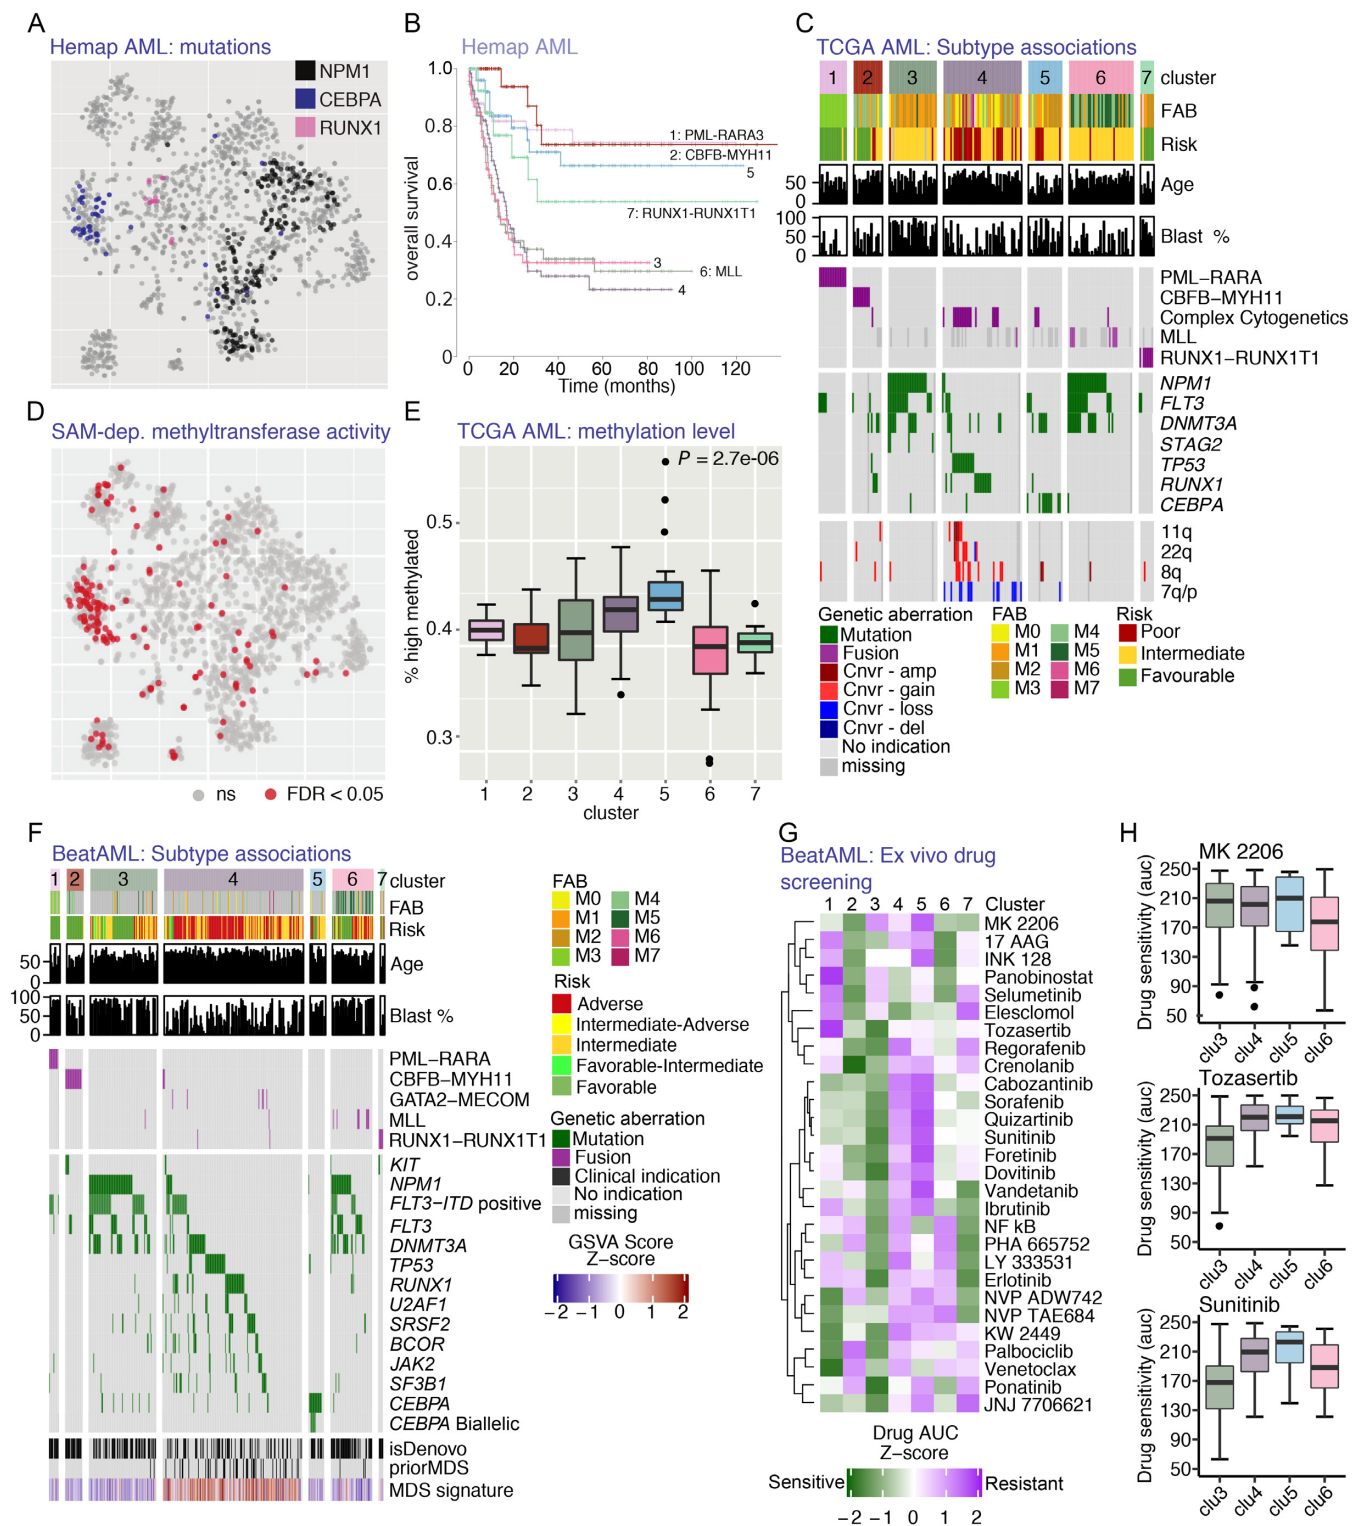 A
Hemap AML: mutations
NPM1
CEBPA
RUNX1
B
Hemap AML
overall survival
1.0
0.8
0.6
0.4
0.2
0
1: PML-RARA3
2: CBFB-MYH11
5
7: RUNX1-RUNX1T1
3
6: MLL
4
0 20 40 60 80 100 120
Time (months)
C
TCGA AML: Subtype associations
1 2 3 4 5 6 7 cluster
FAB
Risk
50
0
Age
100
50
0
Blast %
PML–RARA
CBFB–MYH11
Complex Cytogenetics
MLL
RUNX1–RUNX1T1
NPM1
FLT3
DNMT3A
STAG2
TP53
RUNX1
CEBPA
11q
22q
8q
7q/p
Genetic aberration
Mutation
Fusion
Cnvr - amp
Cnvr - gain
Cnvr - loss
Cnvr - del
No indication
missing
FAB
M0 M4
M1 M5
M2 M6
M3 M7
Risk
Poor
Intermediate
Favourable
D
SAM-dep. methyltransferase activity
ns FDR < 0.05
E
TCGA AML: methylation level
P = 2.7e-06
% high methylated
0.5
0.4
0.3
1 2 3 4 5 6 7
cluster
F
BeatAML: Subtype associations
1 2 3 4 5 6 7 cluster
FAB
Risk
50
0
Age
100
50
0
Blast %
PML–RARA
CBFB–MYH11
GATA2–MECOM
MLL
RUNX1–RUNX1T1
KIT
NPM1
FLT3–ITD positive
FLT3
DNMT3A
TP53
RUNX1
U2AF1
SRSF2
BCOR
JAK2
SF3B1
CEBPA
CEBPA Biallelic
isDenovo
priorMDS
MDS signature
FAB
M0 M4
M1 M5
M2 M6
M3 M7
Risk
Adverse
Intermediate-Adverse
Intermediate
Favorable-Intermediate
Favorable
Genetic aberration
Mutation
Fusion
Clinical indication
No indication
missing
GSVA Score
Z-score
−2 −1 0 1 2
G
BeatAML: Ex vivo drug
screening
1 2 3 4 5 6 7 Cluster
MK 2206
17 AAG
INK 128
Panobinostat
Selumetinib
Elesclomol
Tozasertib
Regorafenib
Crenolanib
Cabozantinib
Sorafenib
Quizartinib
Sunitinib
Foretinib
Dovitinib
Vandetanib
Ibrutinib
NF kB
PHA 665752
LY 333531
Erlotinib
NVP ADW742
NVP TAE684
KW 2449
Palbociclib
Venetoclax
Ponatinib
JNJ 7706621
Drug AUC
Z–score
Sensitive Resistant
−2 −1 0 1 2
H
MK 2206
Drug sensitivity (auc)
250
210
170
130
90
50
clu3 clu4 clu5 clu6
Tozasertib
Drug sensitivity (auc)
250
210
170
130
90
50
clu3 clu4 clu5 clu6
Sunitinib
Drug sensitivity (auc)
250
210
170
130
90
50
clu3 clu4 clu5 clu6